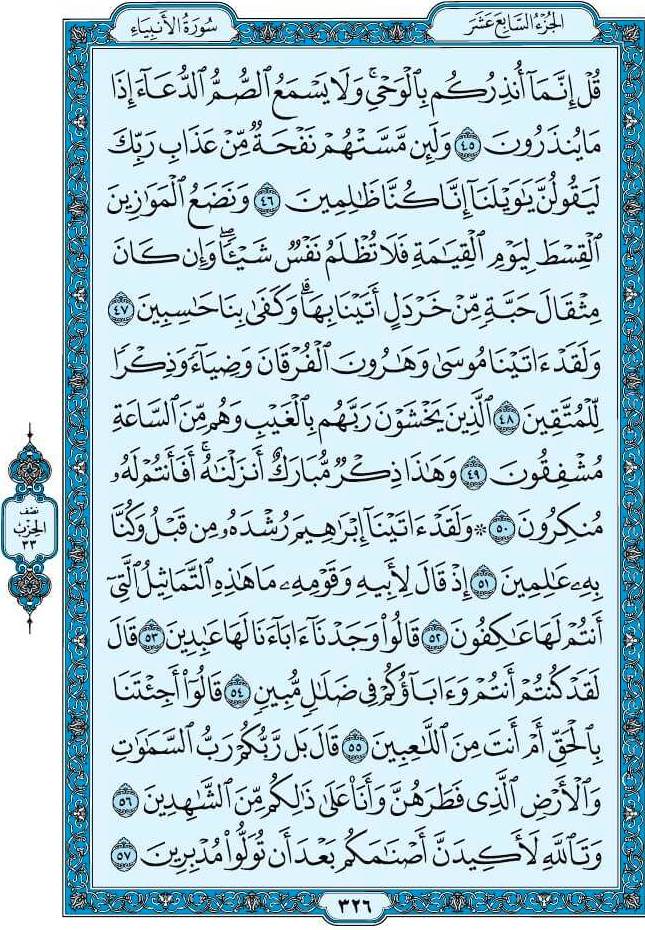 الجُزْءُ السَّابِعَ عَشَرَ
سُورَةُ الأَنبِيَاءِ
قُلۡ إِنَّمَآ أُنذِرُكُم بِٱلۡوَحۡيِۚ وَلَا يَسۡمَعُ ٱلصُّمُّ ٱلدُّعَآءَ إِذَا
مَا يُنذَرُونَ ٤٥ وَلَئِن مَّسَّتۡهُمۡ نَفۡحَةٞ مِّنۡ عَذَابِ رَبِّكَ
لَيَقُولُنَّ يَٰوَيۡلَنَآ إِنَّا كُنَّا ظَٰلِمِينَ ٤٦ وَنَضَعُ ٱلۡمَوَٰزِينَ
ٱلۡقِسۡطَ لِيَوۡمِ ٱلۡقِيَٰمَةِ فَلَا تُظۡلَمُ نَفۡسٞ شَيۡـٔٗاۖ وَإِن كَانَ
مِثۡقَالَ حَبَّةٖ مِّنۡ خَرۡدَلٍ أَتَيۡنَا بِهَاۗ وَكَفَىٰ بِنَا حَٰسِبِينَ ٤٧
وَلَقَدۡ ءَاتَيۡنَا مُوسَىٰ وَهَٰرُونَ ٱلۡفُرۡقَانَ وَضِيَآءٗ وَذِكۡرٗا
لِّلۡمُتَّقِينَ ٤٨ ٱلَّذِينَ يَخۡشَوۡنَ رَبَّهُم بِٱلۡغَيۡبِ وَهُم مِّنَ ٱلسَّاعَةِ
مُشۡفِقُونَ ٤٩ وَهَٰذَا ذِكۡرٞ مُّبَارَكٌ أَنزَلۡنَٰهُۚ أَفَأَنتُمۡ لَهُۥ
مُنكِرُونَ ٥٠ ۞ وَلَقَدۡ ءَاتَيۡنَآ إِبۡرَٰهِيمَ رُشۡدَهُۥ مِن قَبۡلُ وَكُنَّا
بِهِۦ عَٰلِمِينَ ٥١ إِذۡ قَالَ لِأَبِيهِ وَقَوۡمِهِۦ مَا هَٰذِهِ ٱلتَّمَاثِيلُ ٱلَّتِيٓ
أَنتُمۡ لَهَا عَٰكِفُونَ ٥٢ قَالُواْ وَجَدۡنَآ ءَابَآءَنَا لَهَا عَٰبِدِينَ ٥٣ قَالَ
لَقَدۡ كُنتُمۡ أَنتُمۡ وَءَابَآؤُكُمۡ فِي ضَلَٰلٖ مُّبِينٖ ٥٤ قَالُوٓاْ أَجِئۡتَنَا
بِٱلۡحَقِّ أَمۡ أَنتَ مِنَ ٱللَّٰعِبِينَ ٥٥ قَالَ بَل رَّبُّكُمۡ رَبُّ ٱلسَّمَٰوَٰتِ
وَٱلۡأَرۡضِ ٱلَّذِي فَطَرَهُنَّ وَأَنَا۠ عَلَىٰ ذَٰلِكُم مِّنَ ٱلشَّٰهِدِينَ ٥٦
وَتَٱللَّهِ لَأَكِيدَنَّ أَصۡنَٰمَكُم بَعۡدَ أَن تُوَلُّواْ مُدۡبِرِينَ ٥٧
نصف
الحزب
٣٣
٣٢٦